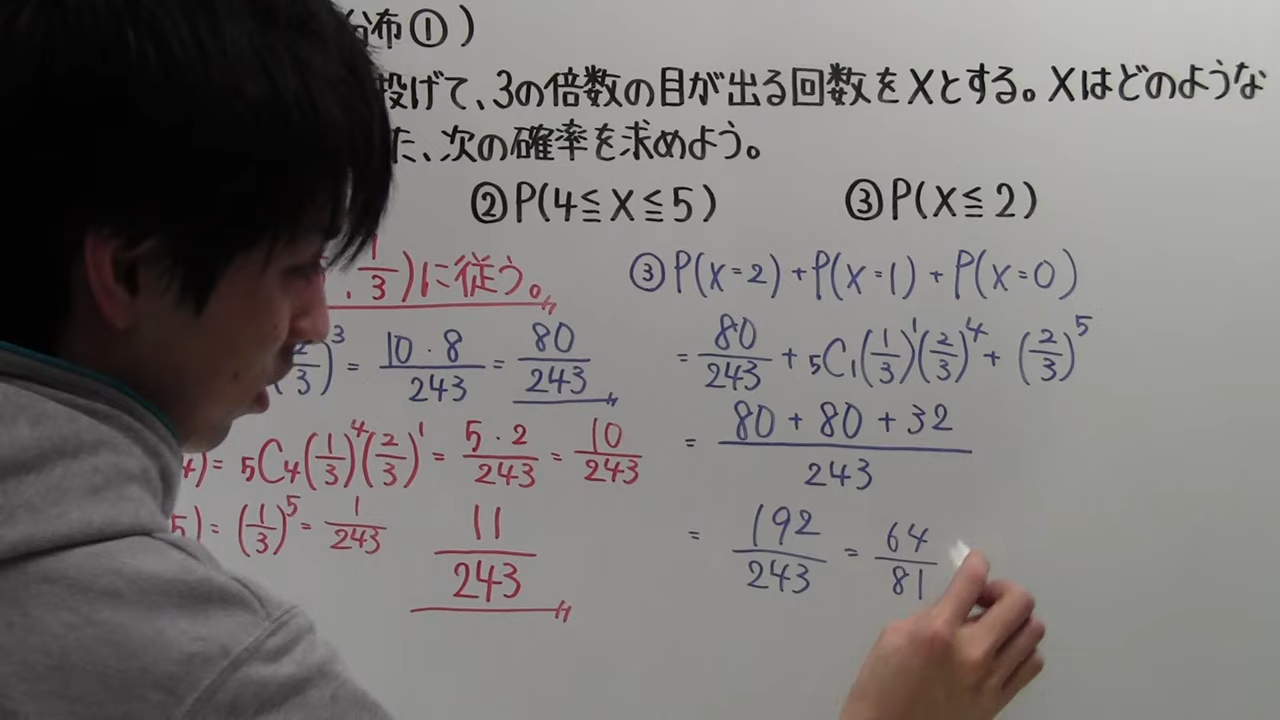 分布①)
投げて、3の倍数の目が出る回数をXとする。Xはどのような
た、次の確率を求めよう。
②P(4≦X≦5) ③P(X≦2)
, 1/3)に従う。
(2/3)^3 = 10・8/243 = 80/243
4) = 5C4(1/3)^4(2/3)^1 = 5・2/243 = 10/243
5) = (1/3)^5 = 1/243
11/243
③P(X=2)+P(X=1)+P(X=0)
= 80/243 + 5C1(1/3)^1(2/3)^4 + (2/3)^5
= 80+80+32/243
= 192/243 = 64/81